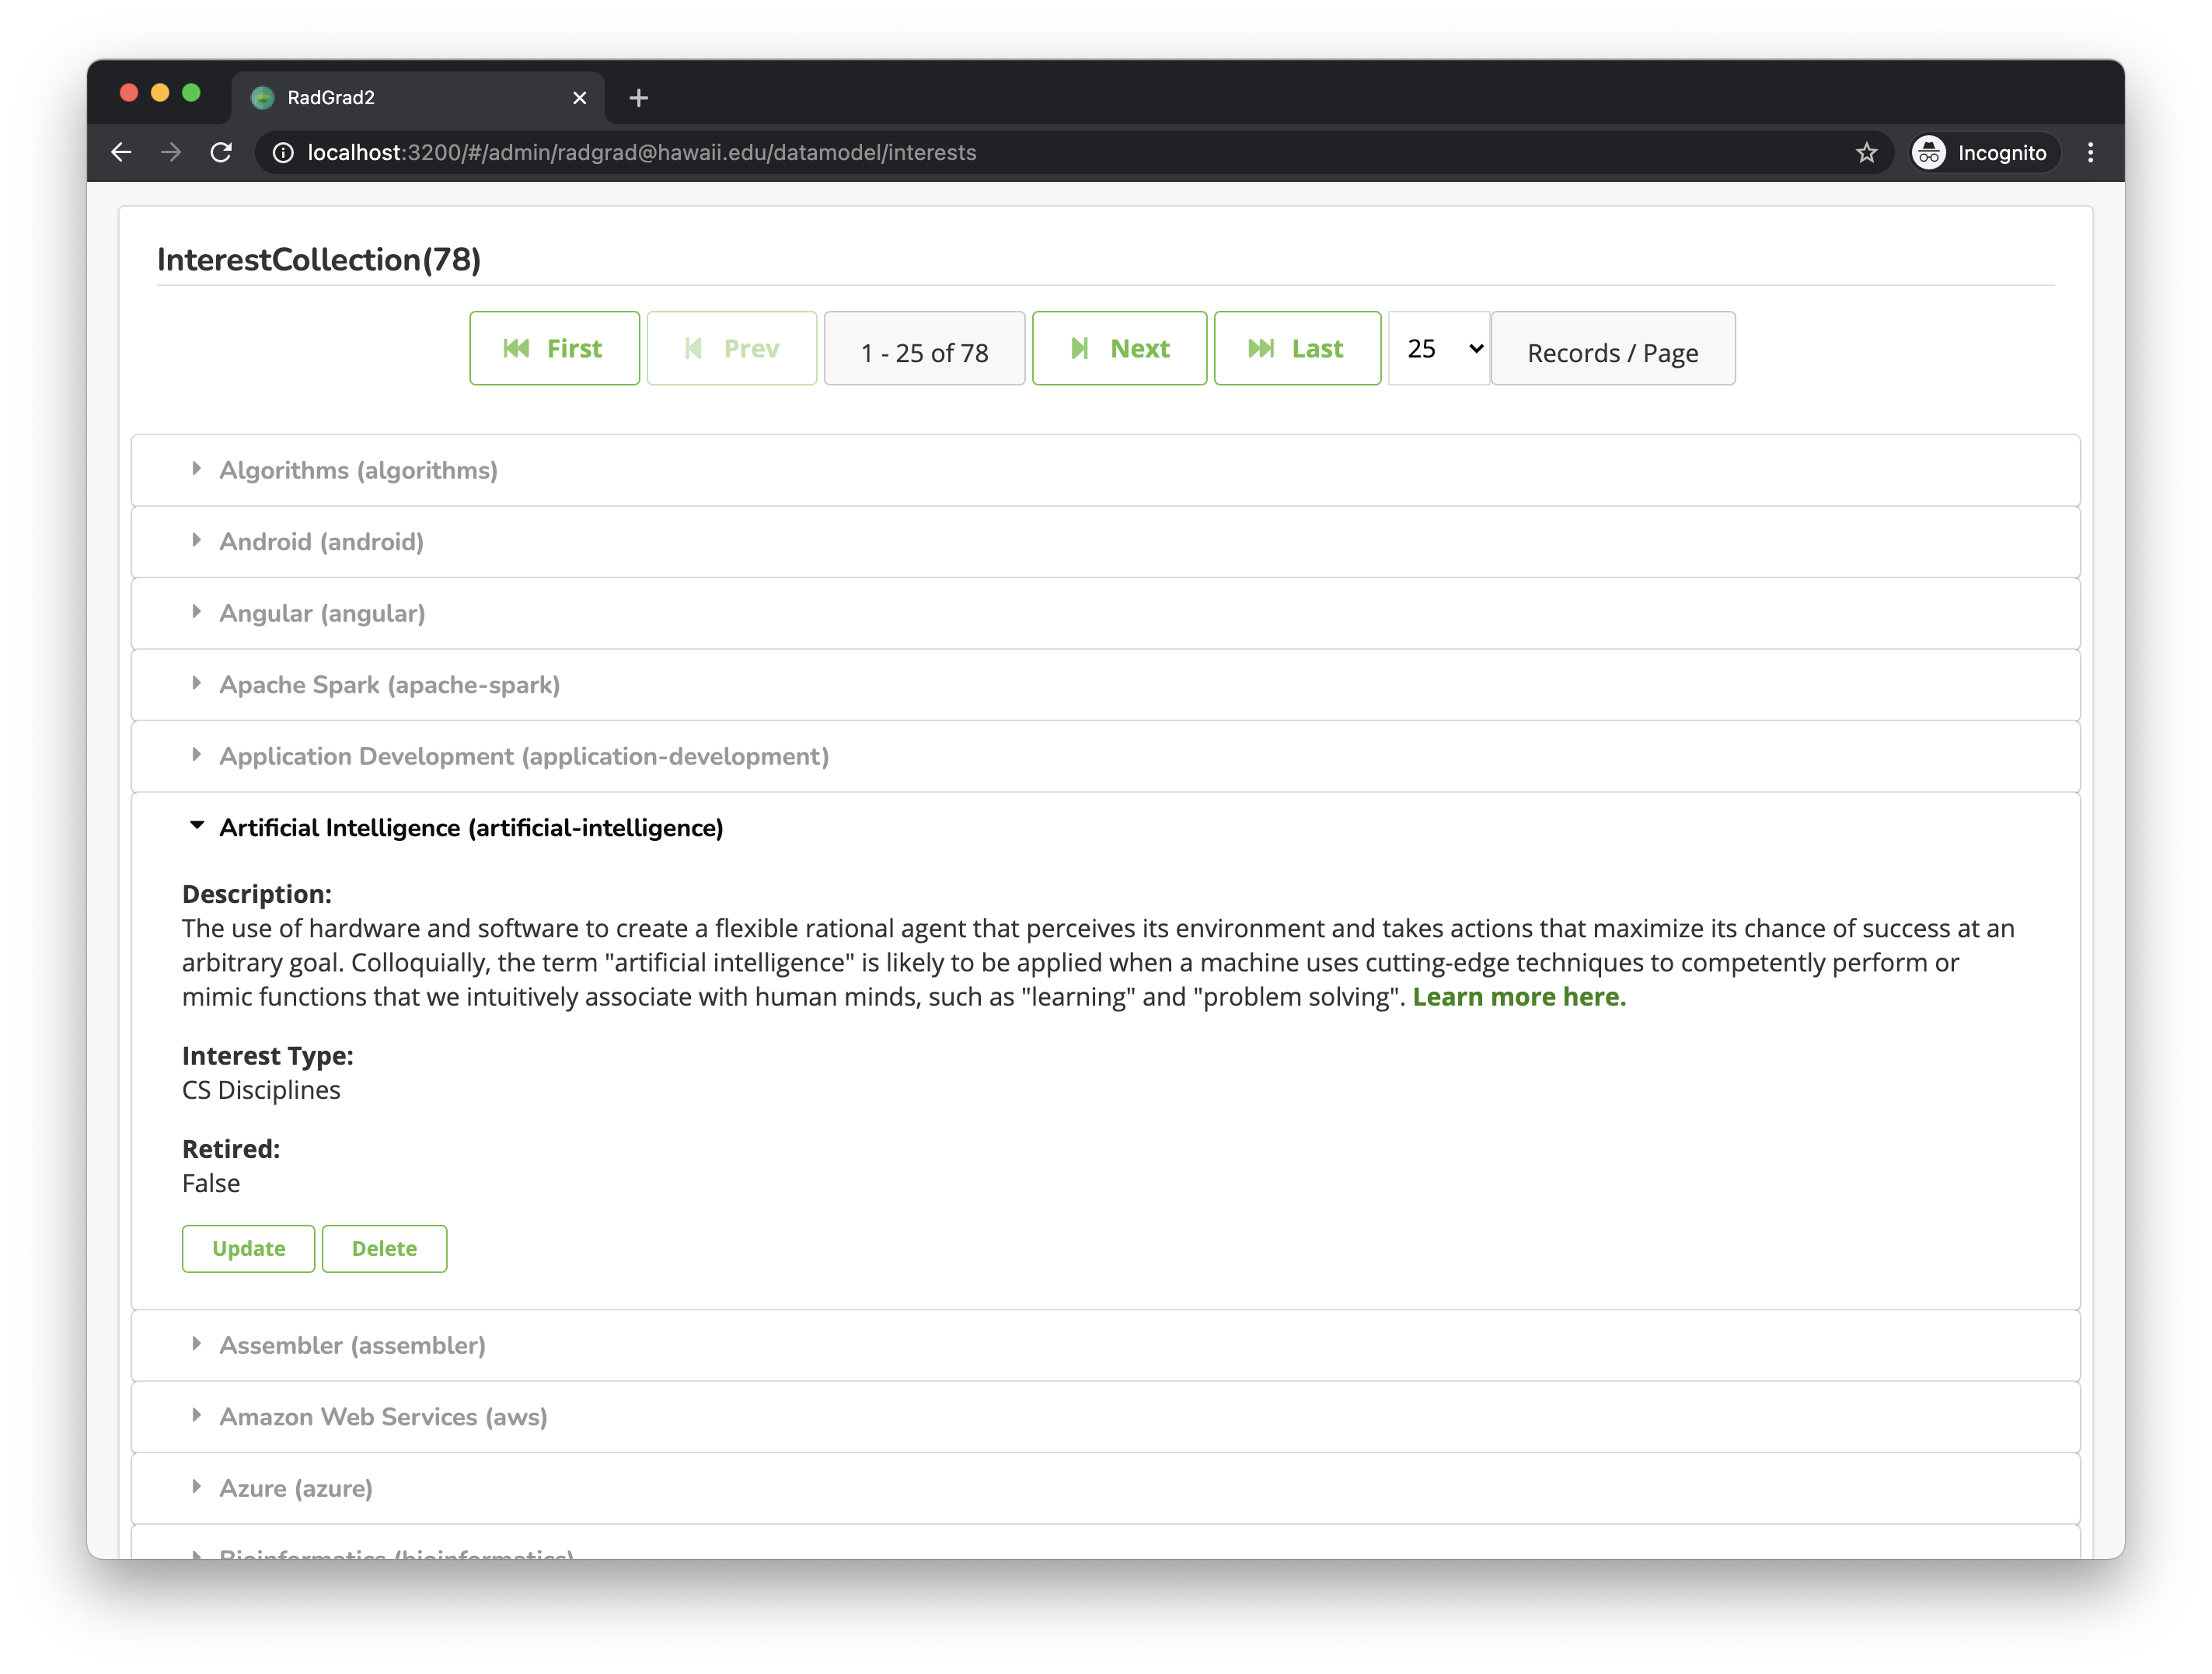 RadGrad2
localhost:3200/#/admin/radgrad@hawaii.edu/datamodel/interests
Incognito
InterestCollection(78)
First Prev 1 - 25 of 78 Next Last 25 Records / Page
Algorithms (algorithms)
Android (android)
Angular (angular)
Apache Spark (apache-spark)
Application Development (application-development)
Artificial Intelligence (artificial-intelligence)
Description:
The use of hardware and software to create a flexible rational agent that perceives its environment and takes actions that maximize its chance of success at an
arbitrary goal. Colloquially, the term "artificial intelligence" is likely to be applied when a machine uses cutting-edge techniques to competently perform or
mimic functions that we intuitively associate with human minds, such as "learning" and "problem solving". Learn more here.
Interest Type:
CS Disciplines
Retired:
False
Update Delete
Assembler (assembler)
Amazon Web Services (aws)
Azure (azure)
Bioinformatics (bioinformatics)